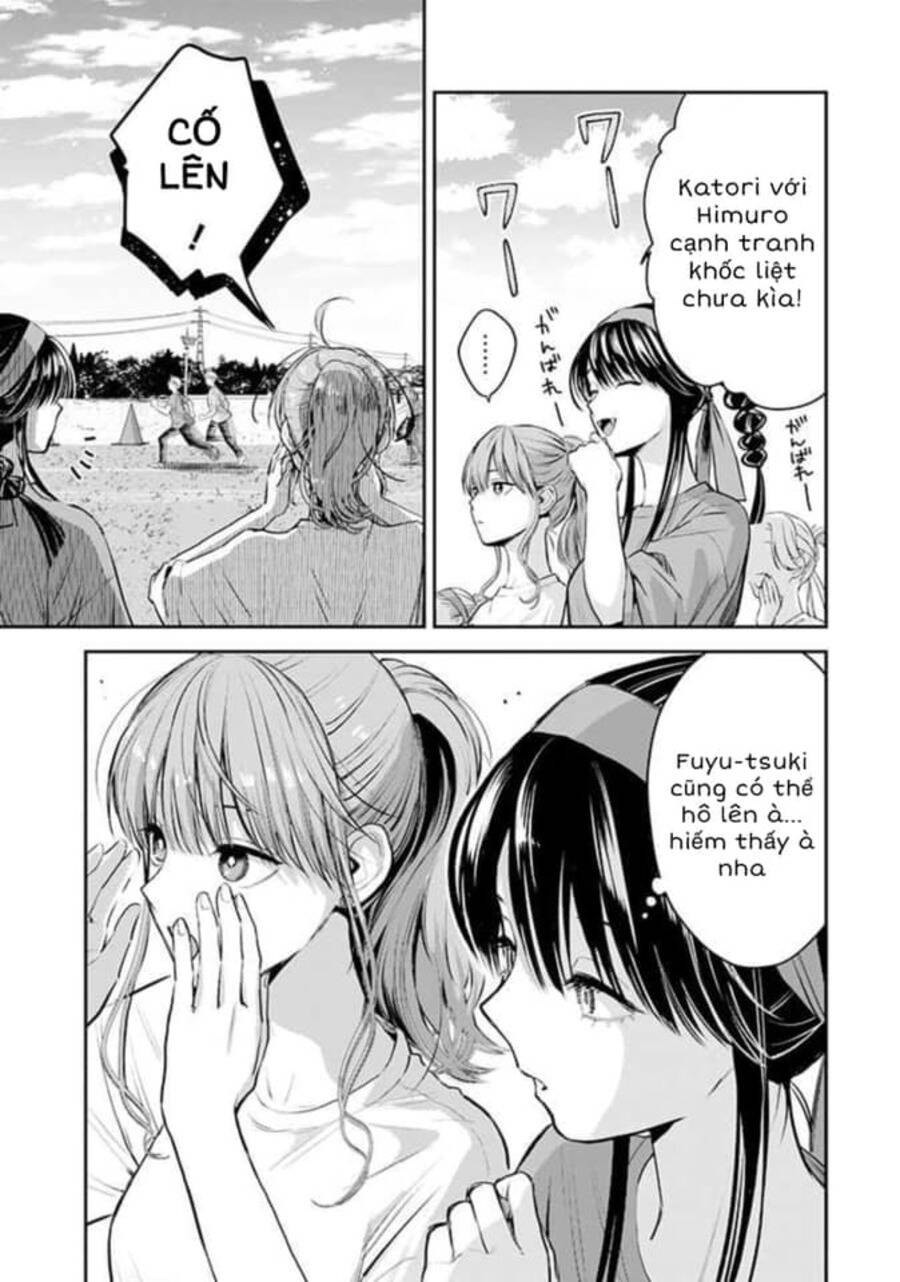 Katori với
Himuro
cạnh tranh
khốc liệt
chưa kìa!
ワー
ワー
......
がんばれー
がんばれー
CỐ
LÊN
!
Fuyu-tsuki
cũng có thể
hô lên à...
hiếm thấy à
nha